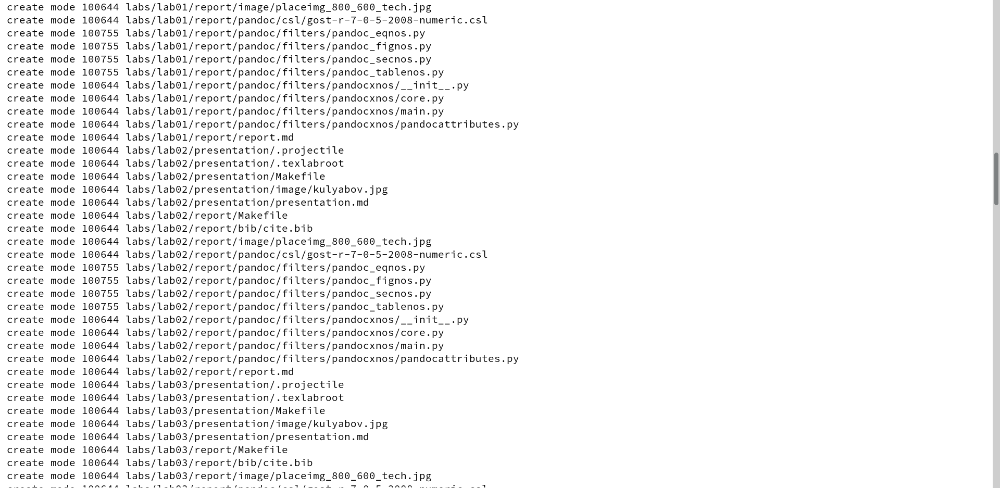 create mode 100644 labs/lab01/report/image/placeimg_800_600_tech.jpg
create mode 100644 labs/lab01/report/pandoc/csl/gost-r-7-0-5-2008-numeric.csl
create mode 100755 labs/lab01/report/pandoc/filters/pandoc_eqnos.py
create mode 100755 labs/lab01/report/pandoc/filters/pandoc_fignos.py
create mode 100755 labs/lab01/report/pandoc/filters/pandoc_secnos.py
create mode 100755 labs/lab01/report/pandoc/filters/pandoc_tablenos.py
create mode 100644 labs/lab01/report/pandoc/filters/pandocxnos/__init__.py
create mode 100644 labs/lab01/report/pandoc/filters/pandocxnos/core.py
create mode 100644 labs/lab01/report/pandoc/filters/pandocxnos/main.py
create mode 100644 labs/lab01/report/pandoc/filters/pandocxnos/pandocattributes.py
create mode 100644 labs/lab01/report/report.md
create mode 100644 labs/lab02/presentation/.projectile
create mode 100644 labs/lab02/presentation/.texlabroot
create mode 100644 labs/lab02/presentation/Makefile
create mode 100644 labs/lab02/presentation/image/kulyabov.jpg
create mode 100644 labs/lab02/presentation/presentation.md
create mode 100644 labs/lab02/report/Makefile
create mode 100644 labs/lab02/report/bib/cite.bib
create mode 100644 labs/lab02/report/image/placeimg_800_600_tech.jpg
create mode 100644 labs/lab02/report/pandoc/csl/gost-r-7-0-5-2008-numeric.csl
create mode 100755 labs/lab02/report/pandoc/filters/pandoc_eqnos.py
create mode 100755 labs/lab02/report/pandoc/filters/pandoc_fignos.py
create mode 100755 labs/lab02/report/pandoc/filters/pandoc_secnos.py
create mode 100755 labs/lab02/report/pandoc/filters/pandoc_tablenos.py
create mode 100644 labs/lab02/report/pandoc/filters/pandocxnos/__init__.py
create mode 100644 labs/lab02/report/pandoc/filters/pandocxnos/core.py
create mode 100644 labs/lab02/report/pandoc/filters/pandocxnos/main.py
create mode 100644 labs/lab02/report/pandoc/filters/pandocxnos/pandocattributes.py
create mode 100644 labs/lab02/report/report.md
create mode 100644 labs/lab03/presentation/.projectile
create mode 100644 labs/lab03/presentation/.texlabroot
create mode 100644 labs/lab03/presentation/Makefile
create mode 100644 labs/lab03/presentation/image/kulyabov.jpg
create mode 100644 labs/lab03/presentation/presentation.md
create mode 100644 labs/lab03/report/Makefile
create mode 100644 labs/lab03/report/bib/cite.bib
create mode 100644 labs/lab03/report/image/placeimg_800_600_tech.jpg